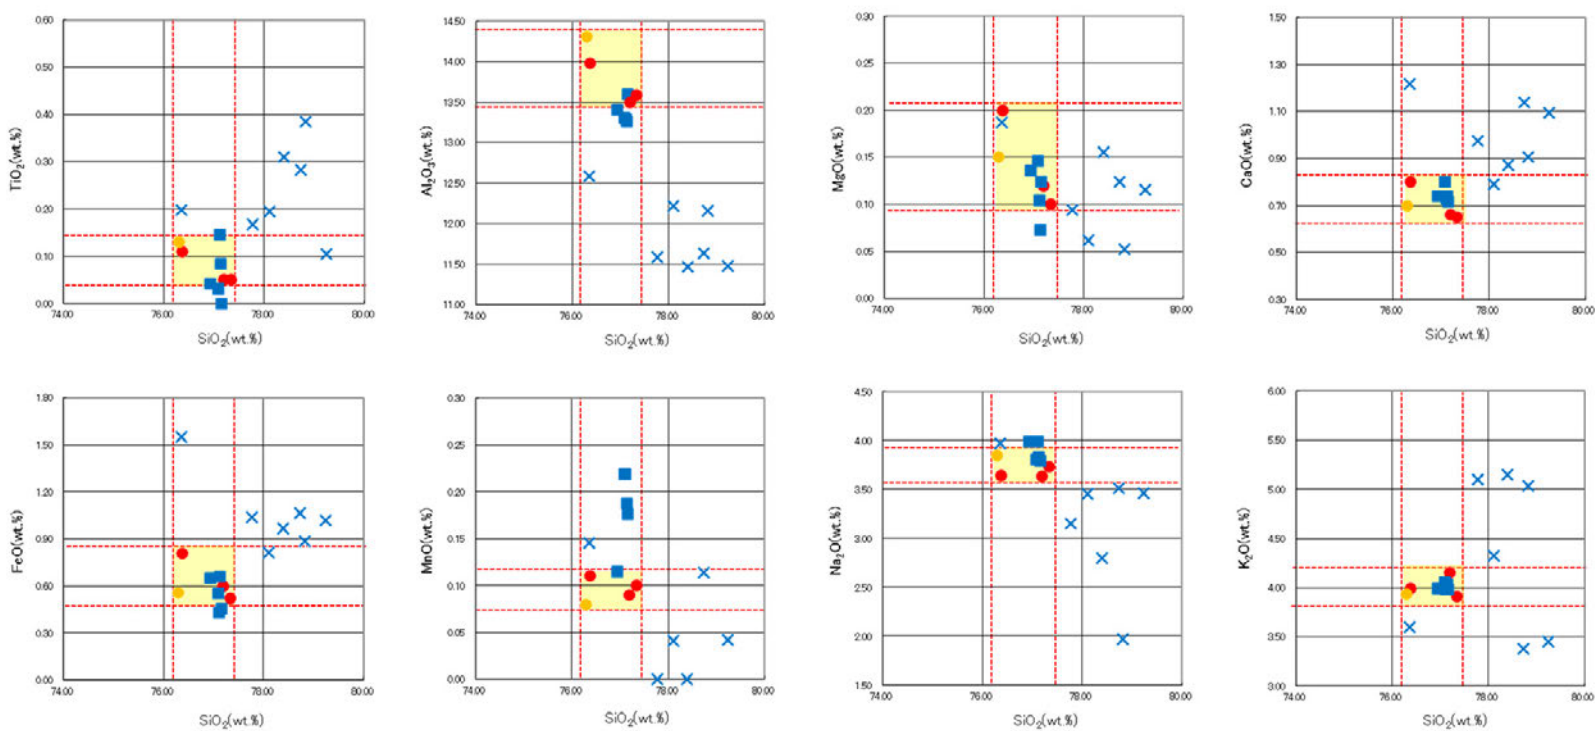 0.60
0.50
0.40
0.30
0.20
0.10
0.00
TiO2(wt.%)
74.00 76.00 78.00 80.00
SiO2(wt.%)
14.50
14.00
13.50
13.00
12.50
12.00
11.50
11.00
Al2O3(wt.%)
74.00 76.00 78.00 80.00
SiO2(wt.%)
0.30
0.25
0.20
0.15
0.10
0.05
0.00
MgO(wt.%)
74.00 76.00 78.00 80.00
SiO2(wt.%)
1.50
1.30
1.10
0.90
0.70
0.50
0.30
CaO(wt.%)
74.00 76.00 78.00 80.00
SiO2(wt.%)
1.80
1.50
1.20
0.90
0.60
0.30
0.00
FeO(wt.%)
74.00 76.00 78.00 80.00
SiO2(wt.%)
0.30
0.25
0.20
0.15
0.10
0.05
0.00
MnO(wt.%)
74.00 76.00 78.00 80.00
SiO2(wt.%)
4.50
4.00
3.50
3.00
2.50
2.00
1.50
Na2O(wt.%)
74.00 76.00 78.00 80.00
SiO2(wt.%)
6.00
5.50
5.00
4.50
4.00
3.50
3.00
K2O(wt.%)
74.00 76.00 78.00 80.00
SiO2(wt.%)